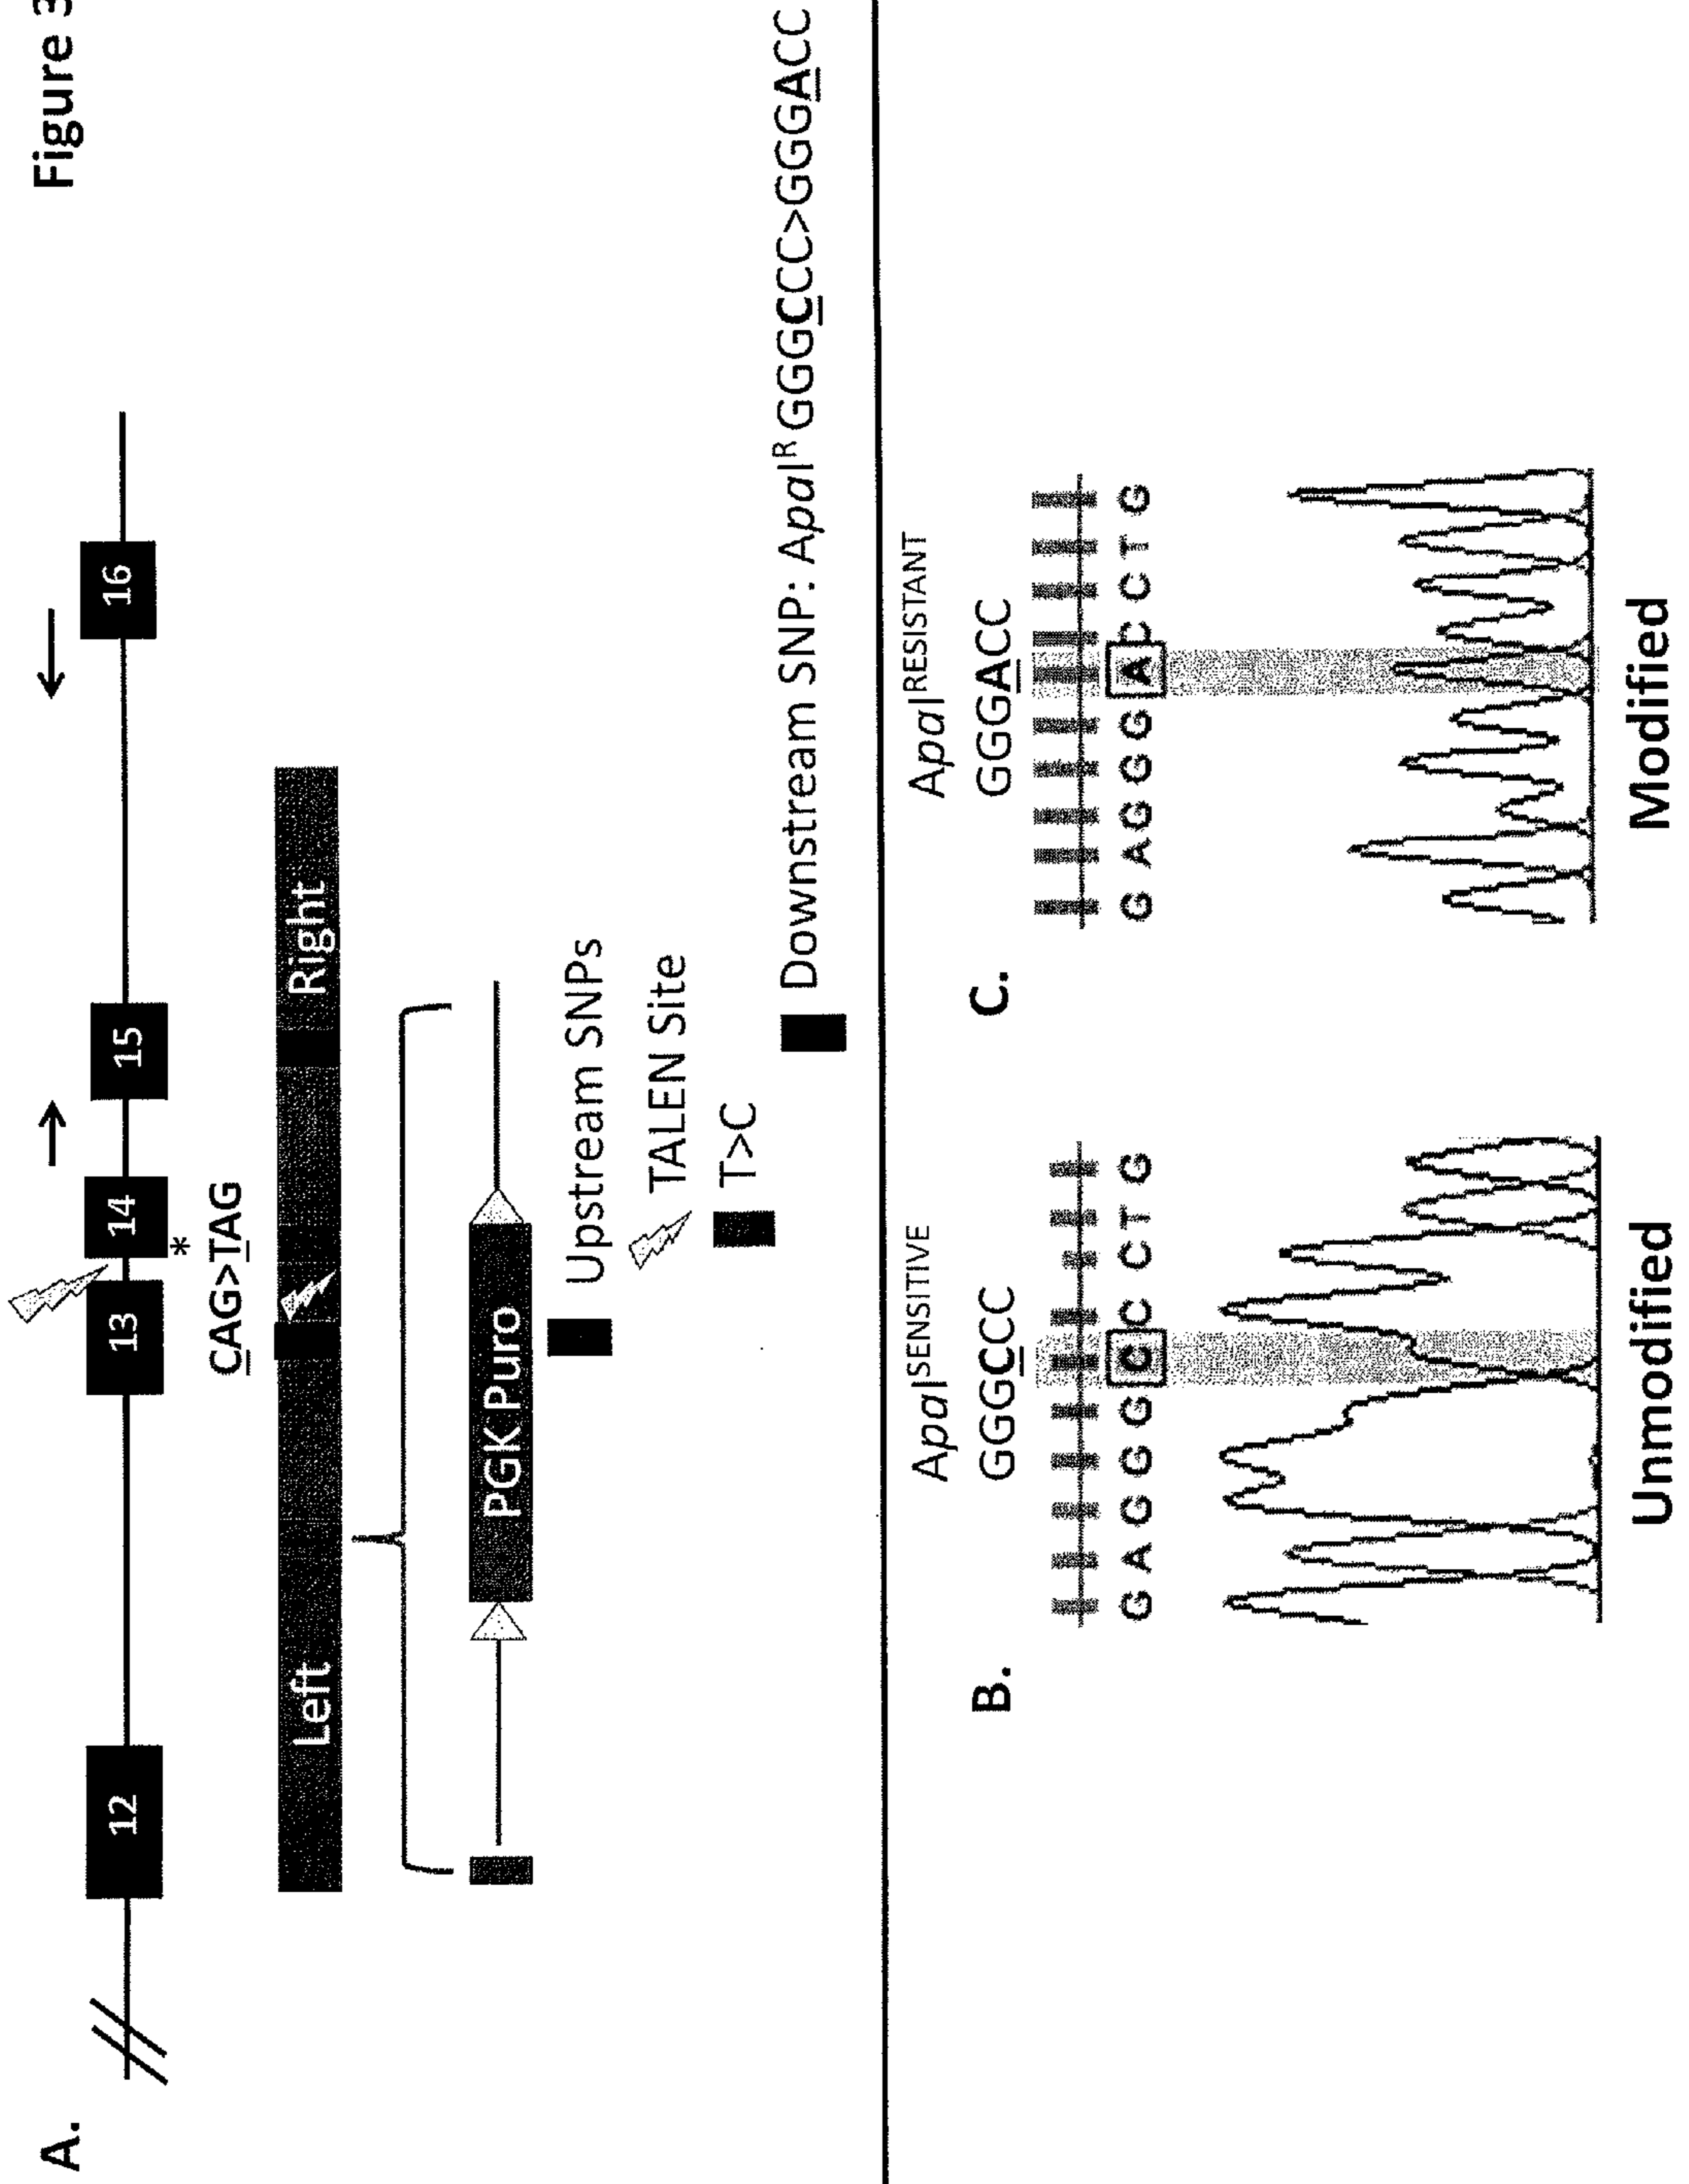 Figure 3
A.
12
13
14
15
16
*
CAG>TAG
Left
Right
PGK Puro
Upstream SNPs
TALEN Site
T>C
Downstream SNP: ApaIᴿ GGGCCC>GGGACC
B.
ApaI SENSITIVE
GGGCCC
G A G G G C C C T G
Unmodified
C.
ApaI RESISTANT
GGGACC
G A G G G A C C T G
Modified